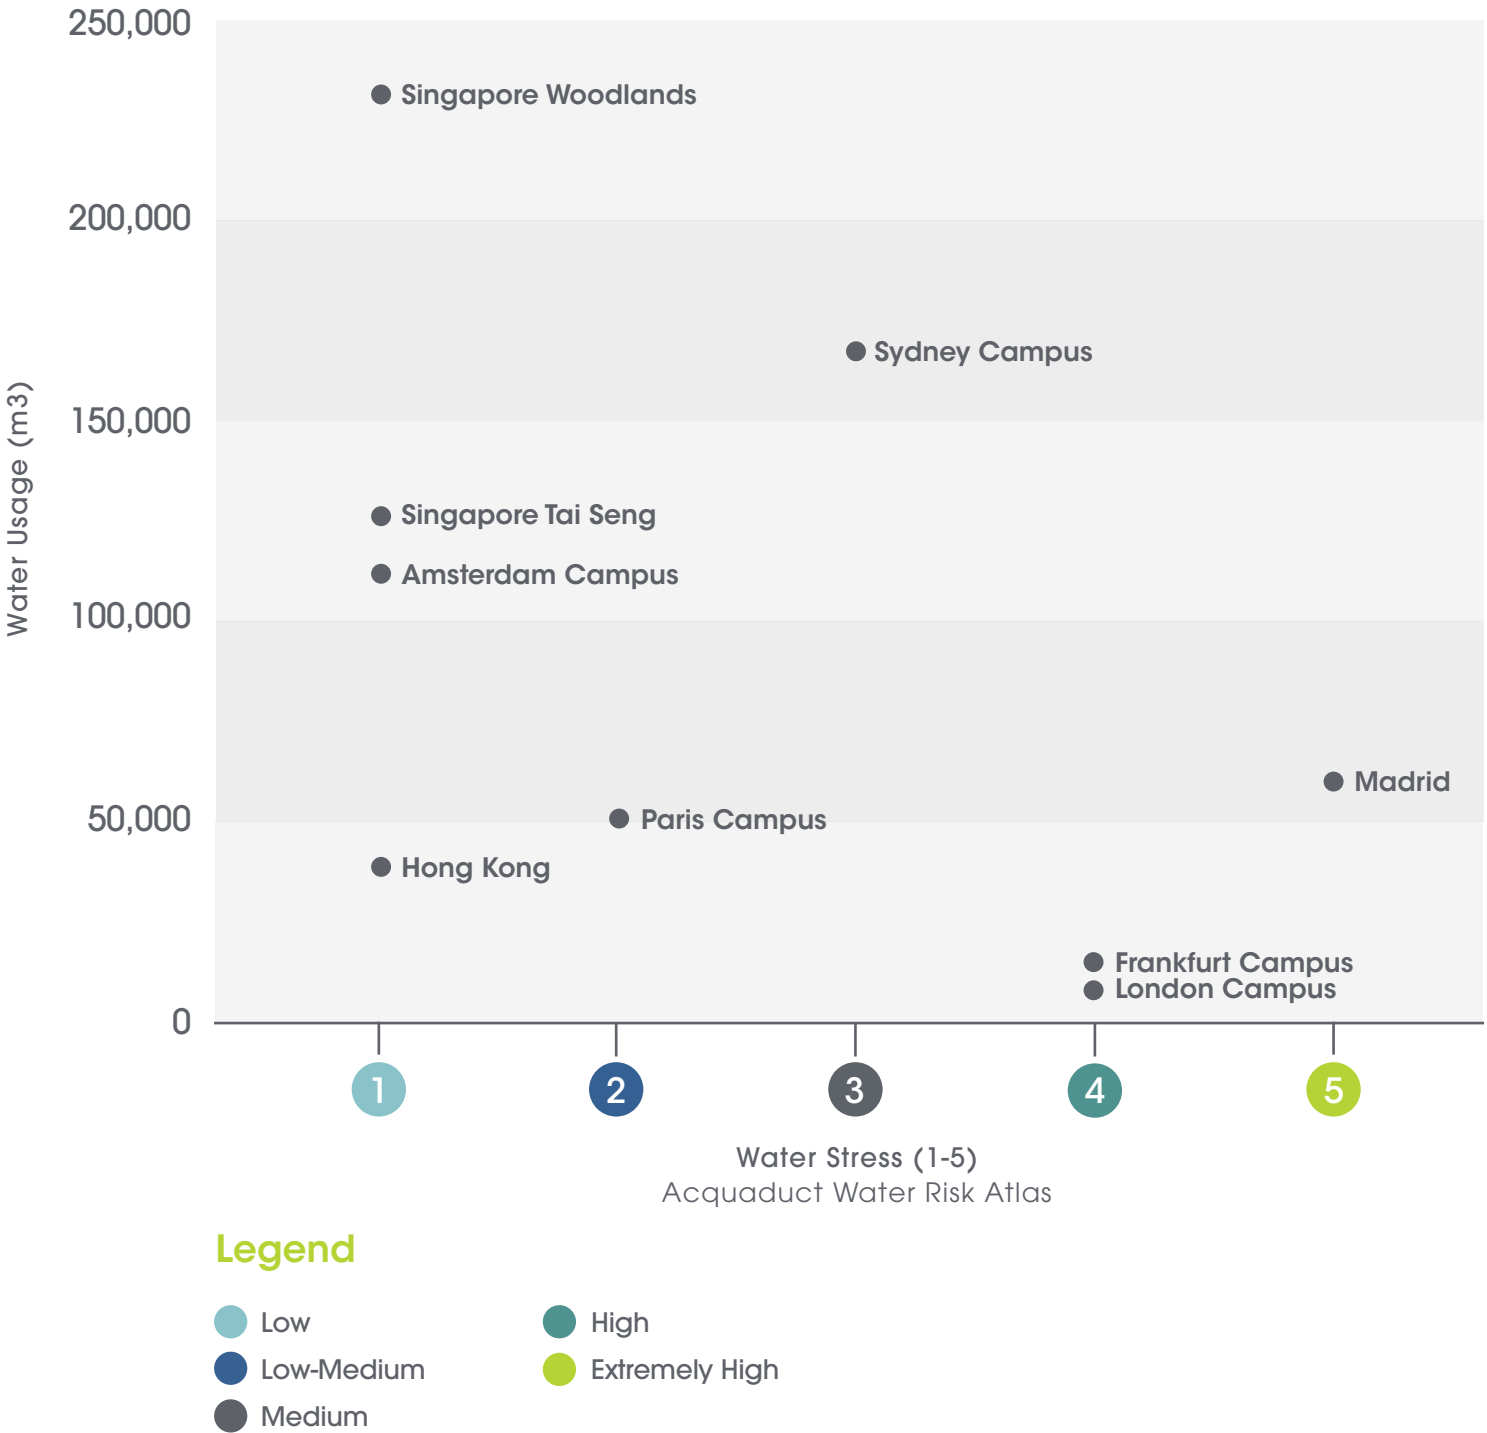 250,000
Singapore Woodlands
200,000
Sydney Campus
150,000
Water Usage (m3)
Singapore Tai Seng
Amsterdam Campus
100,000
Madrid
50,000
Paris Campus
Hong Kong
Frankfurt Campus
London Campus
0
1 2 3 4 5
Water Stress (1-5)
Acquaduct Water Risk Atlas
Legend
Low
Low-Medium
Medium
High
Extremely High